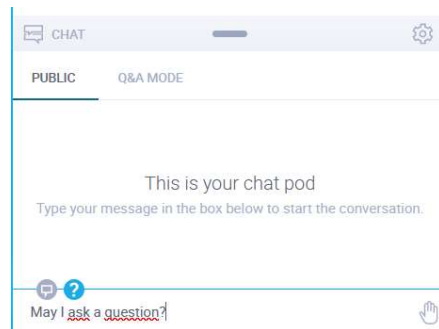 CHAT
PUBLIC Q&A MODE
This is your chat pod
Type your message in the box below to start the conversation.
?
May I ask a question?